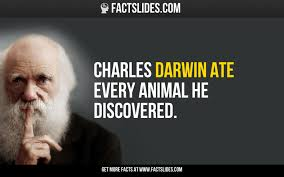 FACTSLIDES.COM
CHARLES DARWIN ATE
EVERY ANIMAL HE
DISCOVERED.
GET MORE FACTS AT WWW.FACTSLIDES.COM